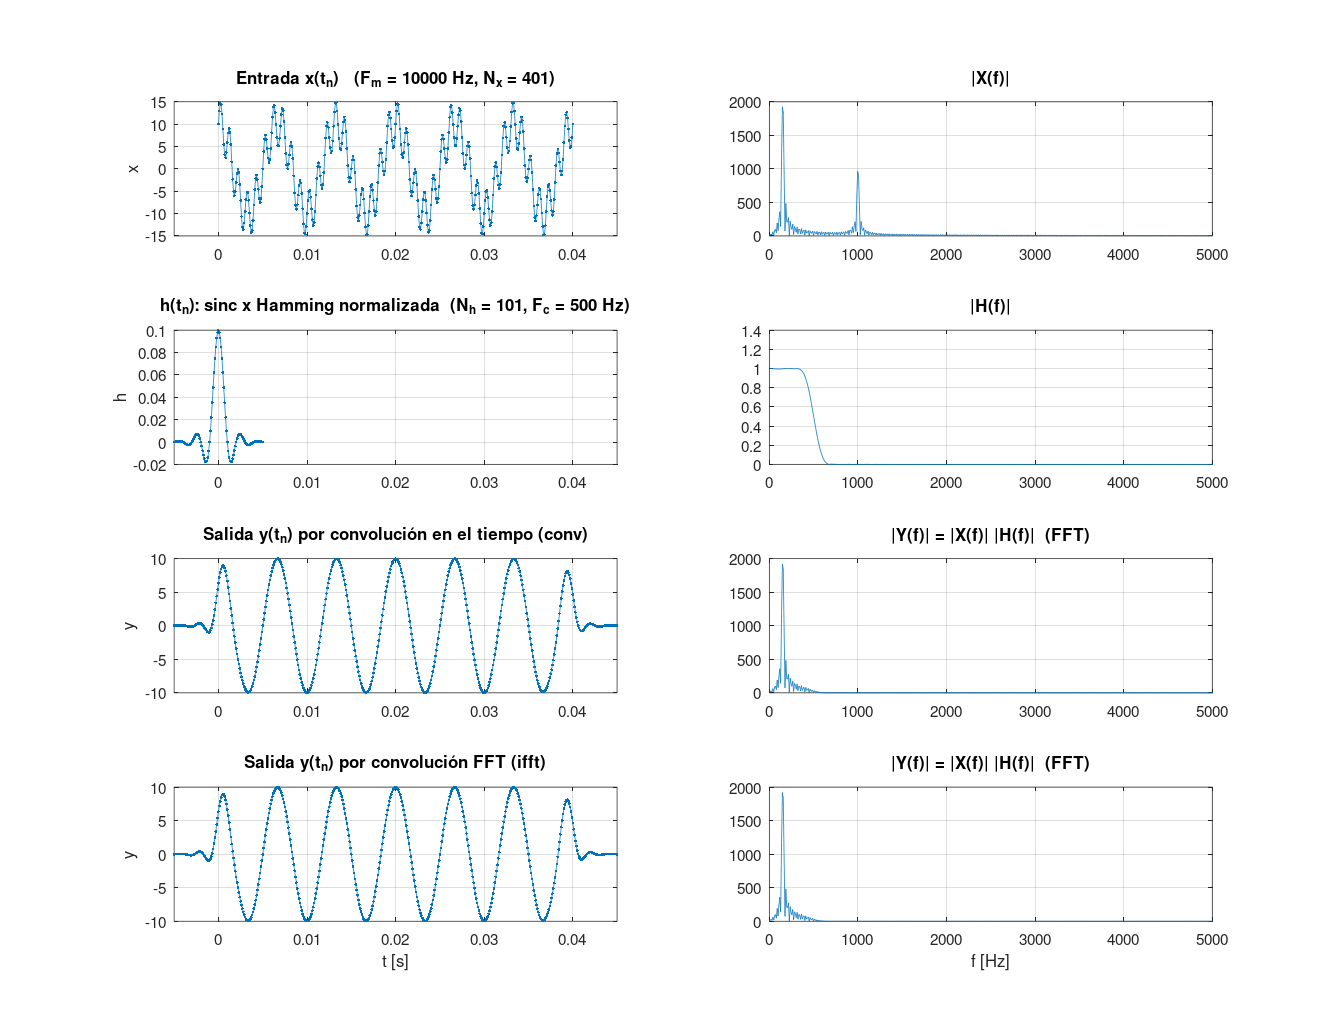 Entrada x(tₙ)   (Fₘ = 10000 Hz, Nₓ = 401)
15
10
5
0
-5
-10
-15
x
0 0.01 0.02 0.03 0.04
|X(f)|
2000
1500
1000
500
0
0 1000 2000 3000 4000 5000
h(tₙ): sinc x Hamming normalizada  (Nₕ = 101, F_c = 500 Hz)
0.1
0.08
0.06
0.04
0.02
0
-0.02
h
0 0.01 0.02 0.03 0.04
|H(f)|
1.4
1.2
1
0.8
0.6
0.4
0.2
0
0 1000 2000 3000 4000 5000
Salida y(tₙ) por convolución en el tiempo (conv)
10
5
0
-5
-10
y
0 0.01 0.02 0.03 0.04
|Y(f)| = |X(f)| |H(f)|  (FFT)
2000
1500
1000
500
0
0 1000 2000 3000 4000 5000
Salida y(tₙ) por convolución FFT (ifft)
10
5
0
-5
-10
y
0 0.01 0.02 0.03 0.04
t [s]
|Y(f)| = |X(f)| |H(f)|  (FFT)
2000
1500
1000
500
0
0 1000 2000 3000 4000 5000
f [Hz]